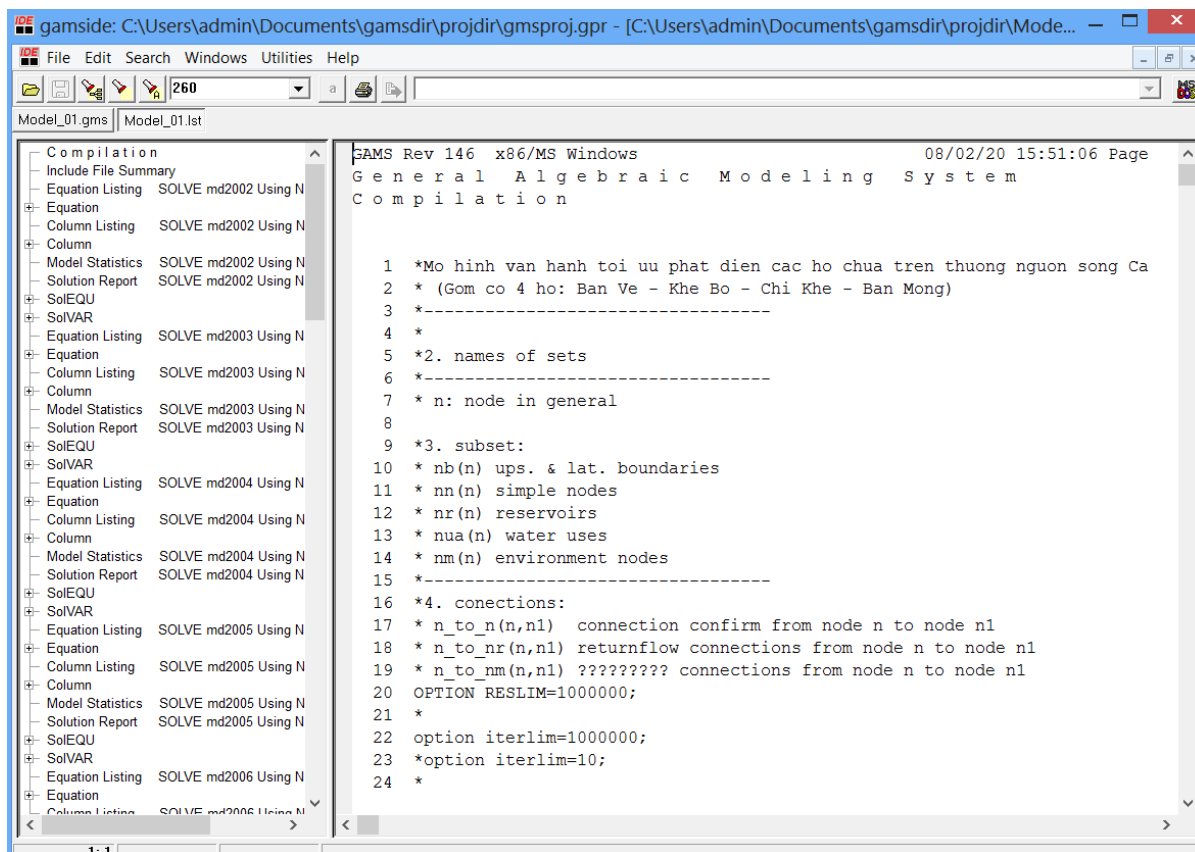 gamside: C:\Users\admin\Documents\gamsdir\projdir\gmsproj.gpr - [C:\Users\admin\Documents\gamsdir\projdir\Mode...
IDE File Edit Search Windows Utilities Help
260 a
Model_01.gms Model_01.lst
C o m p i l a t i o n
Include File Summary
Equation Listing SOLVE md2002 Using N
Equation
Column Listing SOLVE md2002 Using N
Column
Model Statistics SOLVE md2002 Using N
Solution Report SOLVE md2002 Using N
SolEQU
SolVAR
Equation Listing SOLVE md2003 Using N
Equation
Column Listing SOLVE md2003 Using N
Column
Model Statistics SOLVE md2003 Using N
Solution Report SOLVE md2003 Using N
SolEQU
SolVAR
Equation Listing SOLVE md2004 Using N
Equation
Column Listing SOLVE md2004 Using N
Column
Model Statistics SOLVE md2004 Using N
Solution Report SOLVE md2004 Using N
SolEQU
SolVAR
Equation Listing SOLVE md2005 Using N
Equation
Column Listing SOLVE md2005 Using N
Column
Model Statistics SOLVE md2005 Using N
Solution Report SOLVE md2005 Using N
SolEQU
SolVAR
Equation Listing SOLVE md2006 Using N
Equation
Column Listing SOLVE md2006 Using N
GAMS Rev 146 x86/MS Windows 08/02/20 15:51:06 Page
G e n e r a l A l g e b r a i c M o d e l i n g S y s t e m
C o m p i l a t i o n
1 *Mo hinh van hanh toi uu phat dien cac ho chua tren thuong nguon song Ca
2 * (Gom co 4 ho: Ban Ve - Khe Bo - Chi Khe - Ban Mong)
3 *----------------------------------
4 *
5 *2. names of sets
6 *----------------------------------
7 * n: node in general
8
9 *3. subset:
10 * nb(n) ups. & lat. boundaries
11 * nn(n) simple nodes
12 * nr(n) reservoirs
13 * nua(n) water uses
14 * nm(n) environment nodes
15 *----------------------------------
16 *4. conections:
17 * n_to_n(n,n1) connection confirm from node n to node n1
18 * n_to_nr(n,n1) returnflow connections from node n to node n1
19 * n_to_nm(n,n1) ????????? connections from node n to node n1
20 OPTION RESLIM=1000000;
21 *
22 option iterlim=1000000;
23 *option iterlim=10;
24 *
1: 1